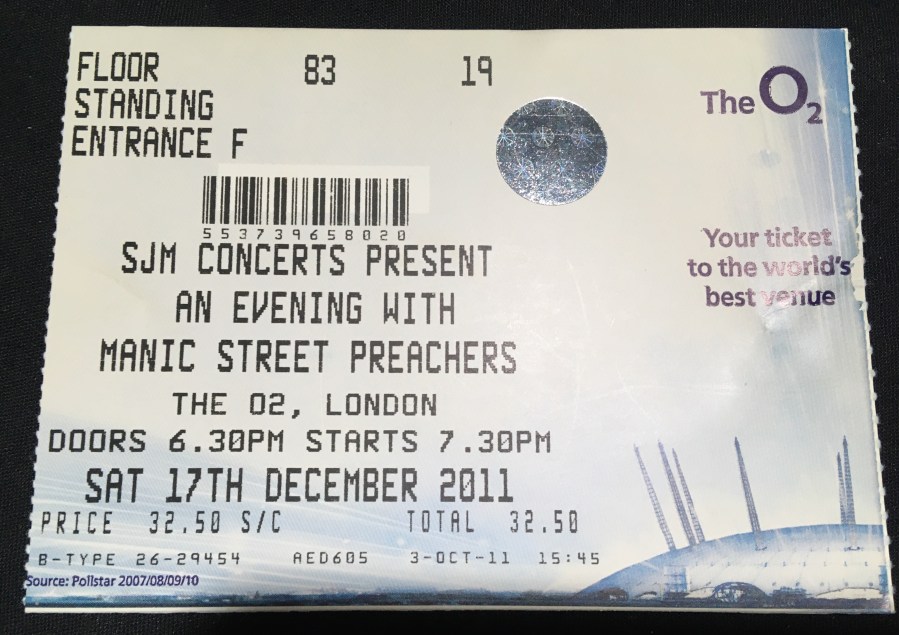 FLOOR 83 19
STANDING
ENTRANCE F
The O2
553739658020
Your ticket
to the world's
best venue
SJM CONCERTS PRESENT
AN EVENING WITH
MANIC STREET PREACHERS
THE O2, LONDON
DOORS 6.30PM STARTS 7.30PM
SAT 17TH DECEMBER 2011
PRICE 32.50 S/C TOTAL 32.50
B-TYPE 26-29454 AED605 3-OCT-11 15:45
Source: Pollstar 2007/08/09/10